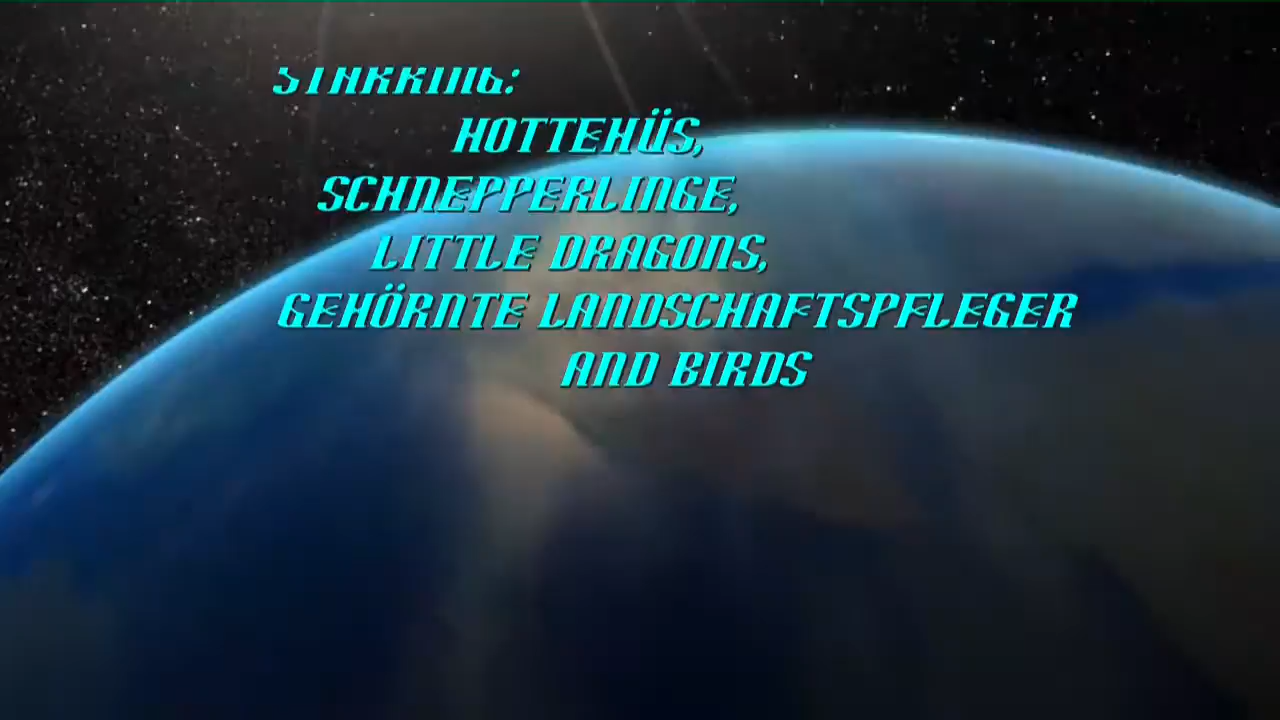 STARRING:
HOTTEHÜS,
SCHNEPPERLINGE,
LITTLE DRAGONS,
GEHÖRNTE LANDSCHAFTSPFLEGER
AND BIRDS